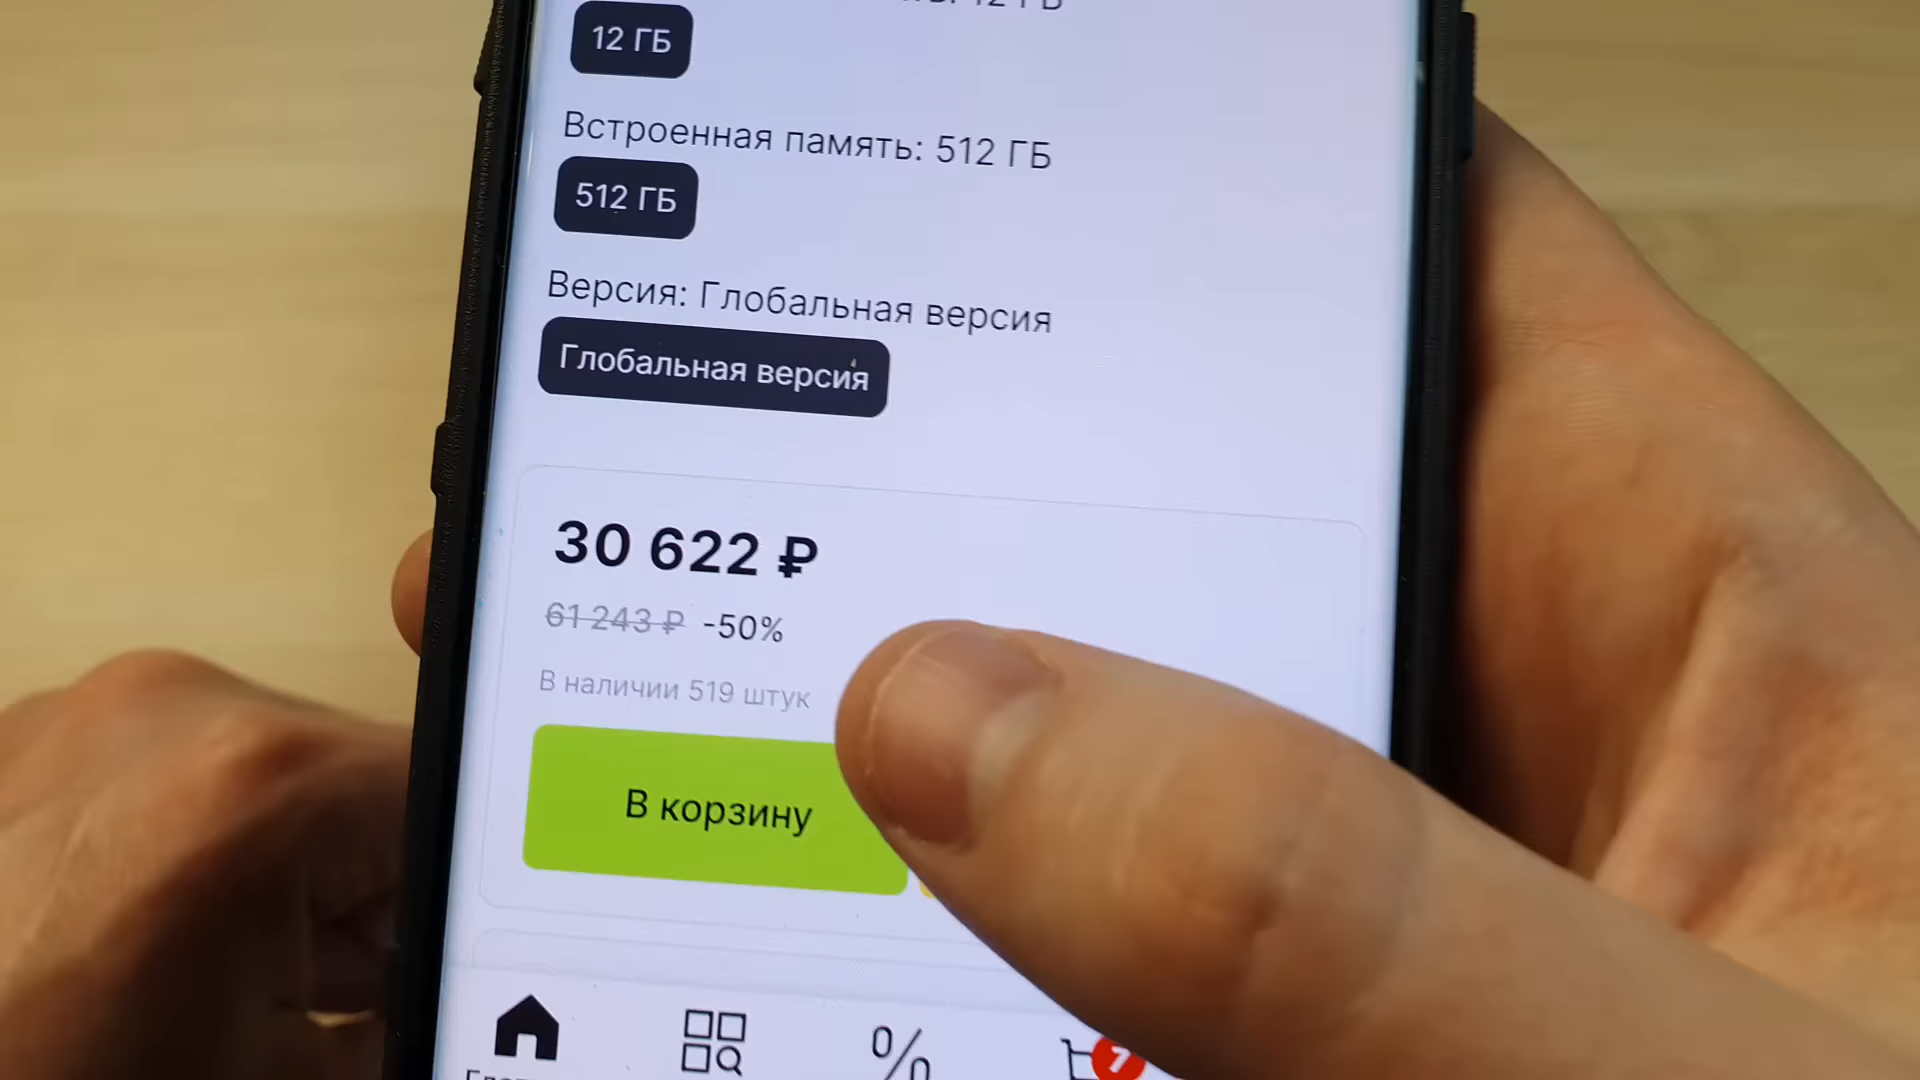 12 ГБ
Встроенная память: 512 ГБ
512 ГБ
Версия: Глобальная версия
Глобальная версия
30 622 ₽
61 243 ₽ -50%
В наличии 519 штук
В корзину
%